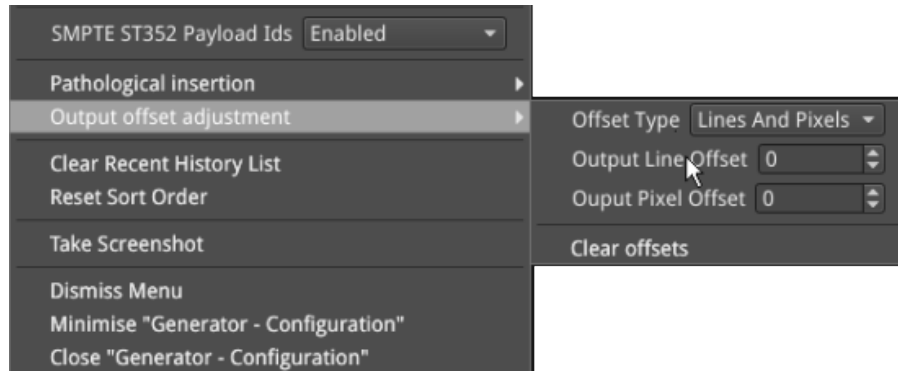 SMPTE ST352 Payload Ids Enabled
Pathological insertion
Output offset adjustment
Clear Recent History List
Reset Sort Order
Take Screenshot
Dismiss Menu
Minimise "Generator - Configuration"
Close "Generator - Configuration"
Offset Type Lines And Pixels
Output Line Offset 0
Ouput Pixel Offset 0
Clear offsets